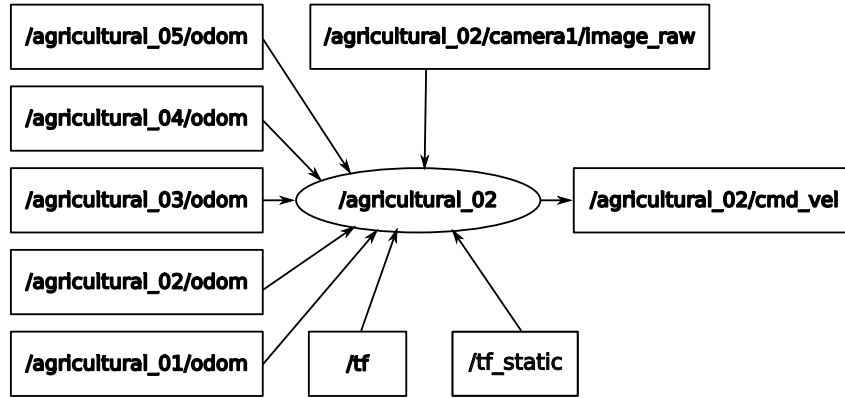 /agricultural_05/odom
/agricultural_02/camera1/image_raw
/agricultural_04/odom
/agricultural_03/odom
/agricultural_02
/agricultural_02/cmd_vel
/agricultural_02/odom
/agricultural_01/odom
/tf
/tf_static